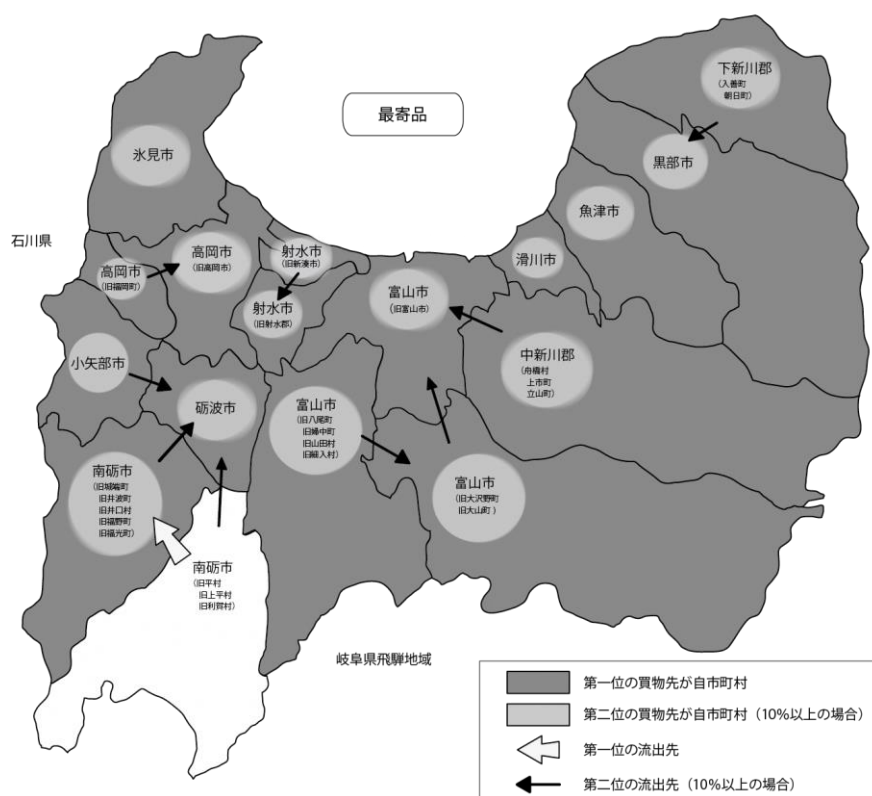 最寄品
下新川郡
(入善町
朝日町)
黒部市
魚津市
滑川市
氷見市
石川県
高岡市
(旧高岡市)
高岡市
(旧福岡町)
射水市
(旧新湊市)
射水市
(旧射水郡)
富山市
(旧富山市)
中新川郡
(舟橋村
上市町
立山町)
小矢部市
砺波市
富山市
(旧八尾町
旧婦中町
旧山田村
旧細入村)
富山市
(旧大沢野町
旧大山町)
南砺市
(旧城端町
旧井波町
旧井口村
旧福野町
旧福光町)
南砺市
(旧平村
旧上平村
旧利賀村)
岐阜県飛騨地域
第一位の買物先が自市町村
第二位の買物先が自市町村(10%以上の場合)
第一位の流出先
第二位の流出先(10%以上の場合)